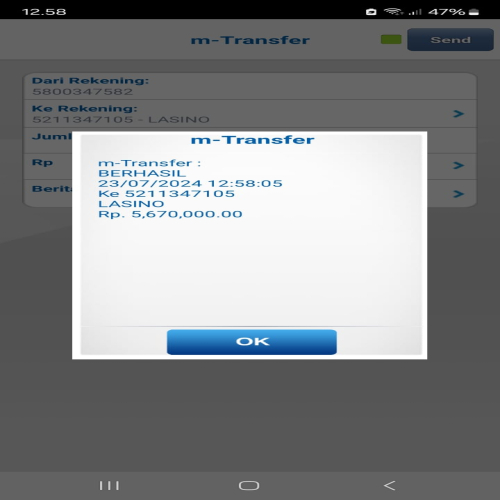 12.58
47%
m-Transfer
Send
Dari Rekening:
5800347582
Ke Rekening:
5211347105 - LASINO
Juml
Rp
Berita
m-Transfer
m-Transfer :
BERHASIL
23/07/2024 12:58:05
Ke 5211347105
LASINO
Rp. 5,670,000.00
OK